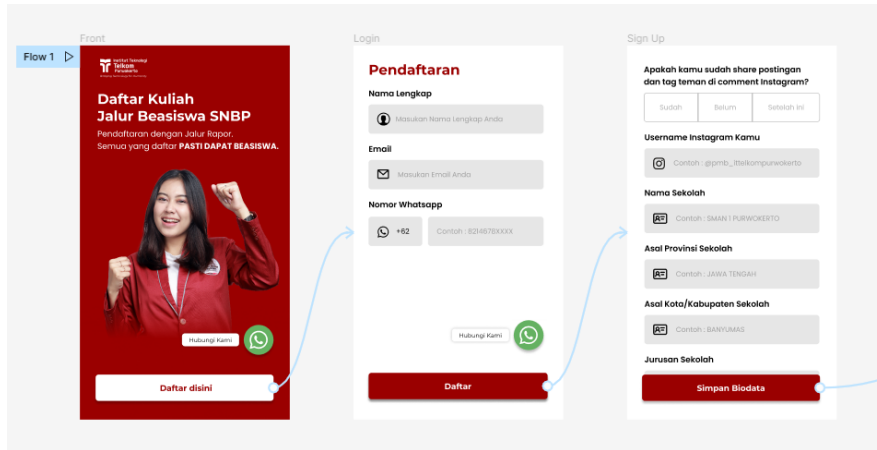 Flow 1
Front
Institut Teknologi
Telkom
Purwokerto
Daftar Kuliah
Jalur Beasiswa SNBP
Pendaftaran dengan Jalur Rapor.
Semua yang daftar PASTI DAPAT BEASISWA.
Hubungi Kami
Daftar disini
Login
Pendaftaran
Nama Lengkap
Masukan Nama Lengkap Anda
Email
Masukan Email Anda
Nomor Whatsapp
+62
Contoh : 8214678XXXX
Hubungi Kami
Daftar
Sign Up
Apakah kamu sudah share postingan
dan tag teman di comment Instagram?
Sudah
Belum
Setelah ini
Username Instagram Kamu
Contoh : @pmb_ittelkompurwokerto
Nama Sekolah
Contoh : SMAN 1 PURWOKERTO
Asal Provinsi Sekolah
Contoh : JAWA TENGAH
Asal Kota/Kabupaten Sekolah
Contoh : BANYUMAS
Jurusan Sekolah
Simpan Biodata